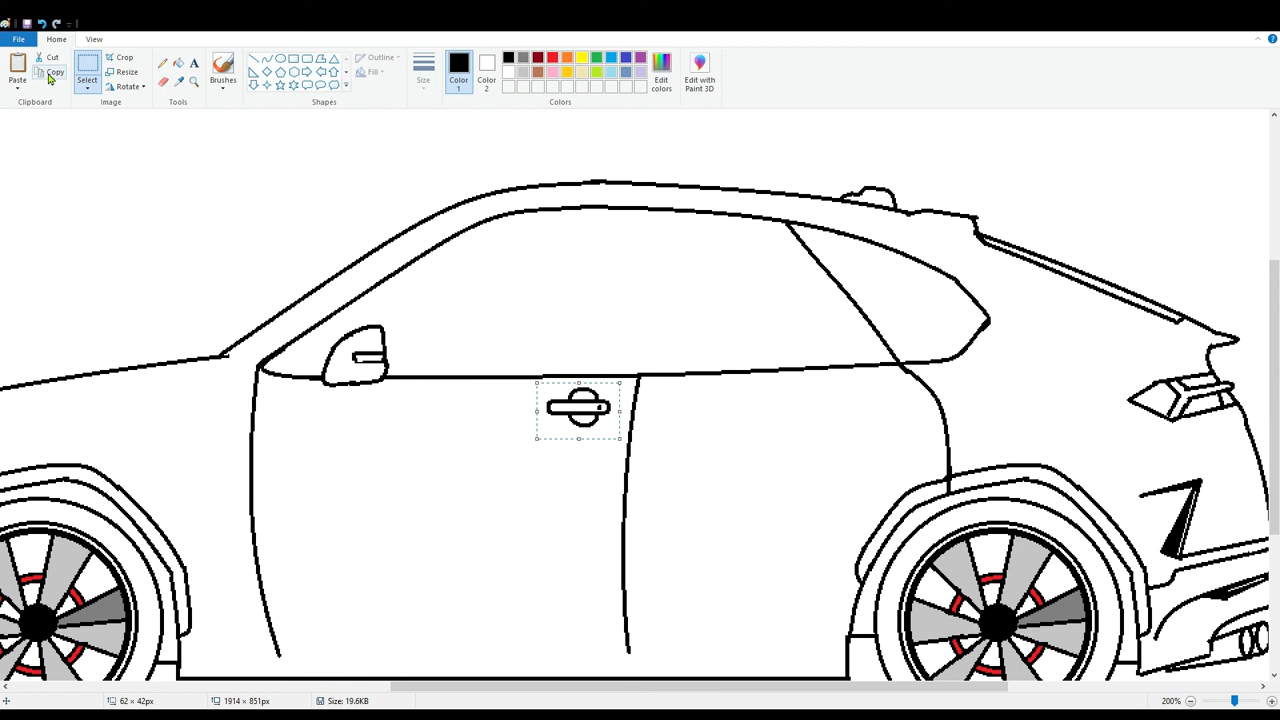 File Home View
Paste
Cut
Copy
Clipboard
Select
Crop
Resize
Rotate
Image
A
Tools
Brushes
Outline
Fill
Shapes
Size
Color
1
Color
2
Edit
colors
Colors
Edit with
Paint 3D
62 × 42px
1914 × 851px
Size: 19.6KB
200%